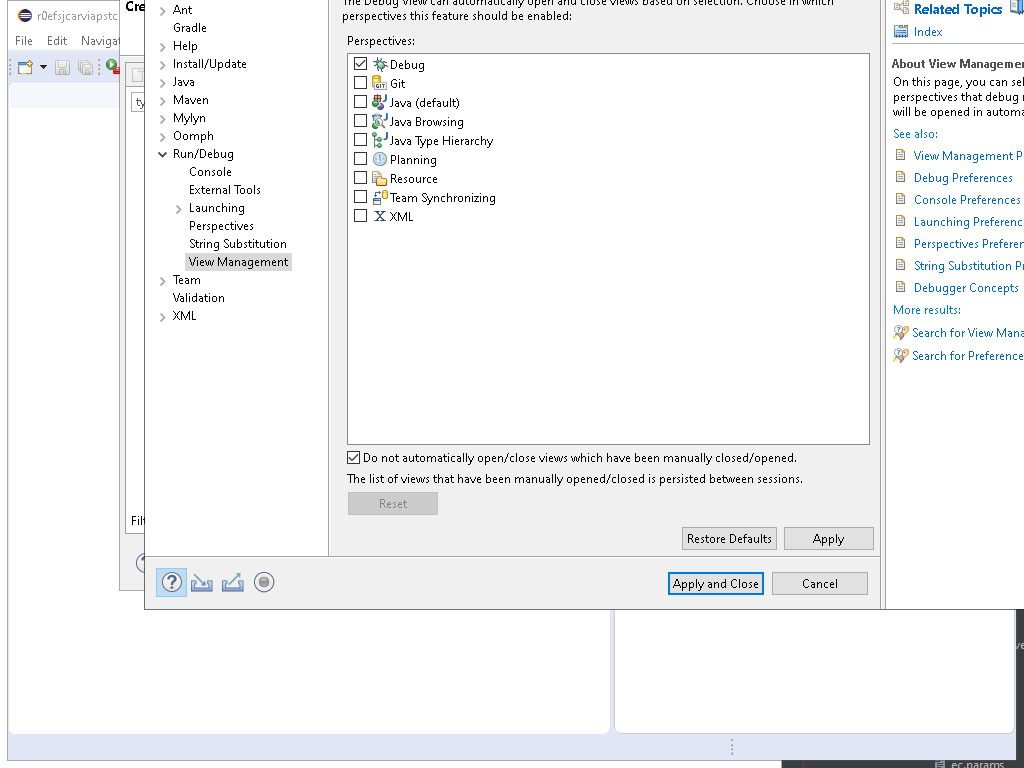 r0efsjcarviapstc
File Edit Navigat
Cre
ty
Filt
Ant
Gradle
Help
Install/Update
Java
Maven
Mylyn
Oomph
Run/Debug
Console
External Tools
Launching
Perspectives
String Substitution
View Management
Team
Validation
XML
The Debug View can automatically open and close views based on selection. Choose in which
perspectives this feature should be enabled:
Perspectives:
Debug
Git
Java (default)
Java Browsing
Java Type Hierarchy
Planning
Resource
Team Synchronizing
X XML
Do not automatically open/close views which have been manually closed/opened.
The list of views that have been manually opened/closed is persisted between sessions.
Reset
Restore Defaults Apply
? Apply and Close Cancel
Related Topics
Index
About View Managemen
On this page, you can sel
perspectives that debug
will be opened in automa
See also:
View Management P
Debug Preferences
Console Preferences
Launching Preferenc
Perspectives Preferen
String Substitution Pr
Debugger Concepts
More results:
Search for View Mana
Search for Preference
ve
ec.params